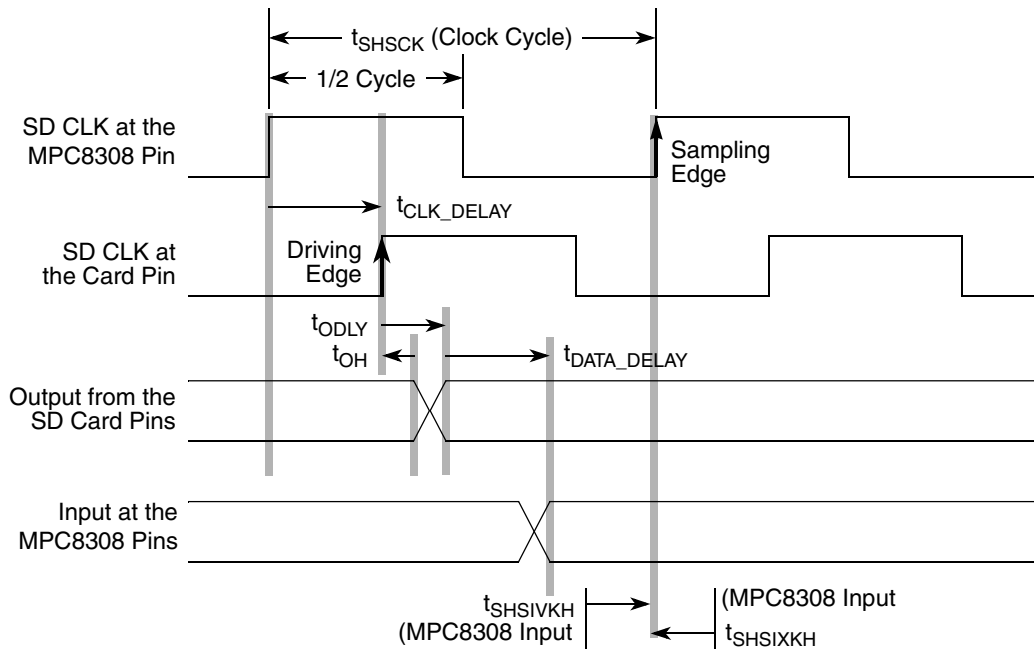 tSHSCK (Clock Cycle)
1/2 Cycle
SD CLK at the
MPC8308 Pin
Sampling
Edge
tCLK_DELAY
SD CLK at
the Card Pin
Driving
Edge
tODLY
tOH
tDATA_DELAY
Output from the
SD Card Pins
Input at the
MPC8308 Pins
tSHSIVKH
(MPC8308 Input
(MPC8308 Input
tSHSIXKH